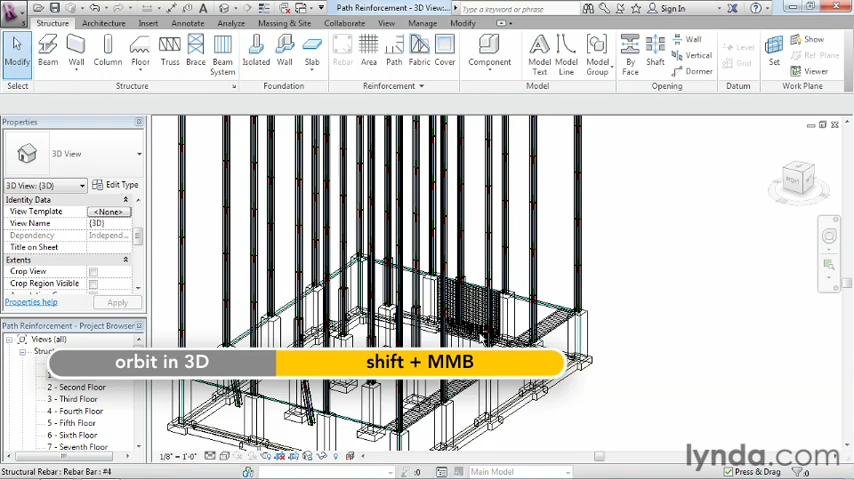 Path Reinforcement - 3D View:...
Sign In
Structure Architecture Insert Annotate Analyze Massing & Site Collaborate View Manage Modify
Modify Beam Wall Column Floor Truss Brace Beam System Isolated Wall Slab Rebar Area Path Fabric Cover Component Model Text Model Line Model Group By Face Shaft Wall Vertical Dormer Level Grid Set Show Ref Plane Viewer
Select Structure Foundation Reinforcement Model Opening Work Plane
Properties
3D View
3D View: {3D} Edit Type
Identity Data
View Template <None>
View Name {3D}
Dependency Independ...
Title on Sheet
Extents
Crop View
Crop Region Visible
Properties help Apply
Path Reinforcement - Project Browser
Views (all)
Struc
orbit in 3D shift + MMB
2 - Second Floor
3 - Third Floor
4 - Fourth Floor
5 - Fifth Floor
6 - Sixth Floor
7 - Seventh Floor
1/8" = 1'-0"
lynda.com
Structural Rebar : Rebar Bar : #4 :0 Main Model Press & Drag :0